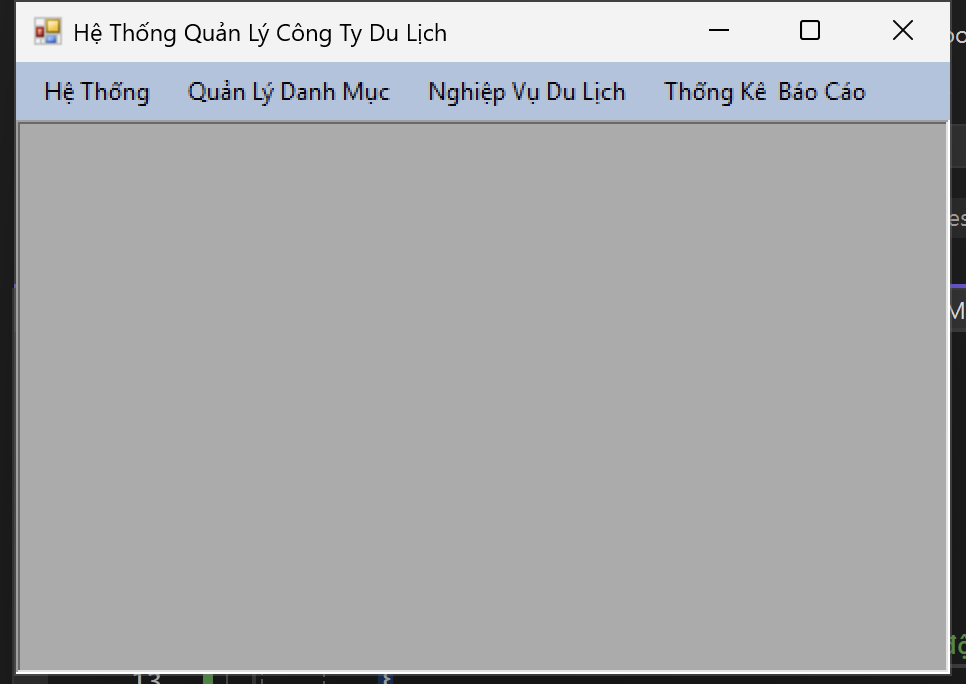 Hệ Thống Quản Lý Công Ty Du Lịch
Hệ Thống Quản Lý Danh Mục Nghiệp Vụ Du Lịch Thống Kê Báo Cáo